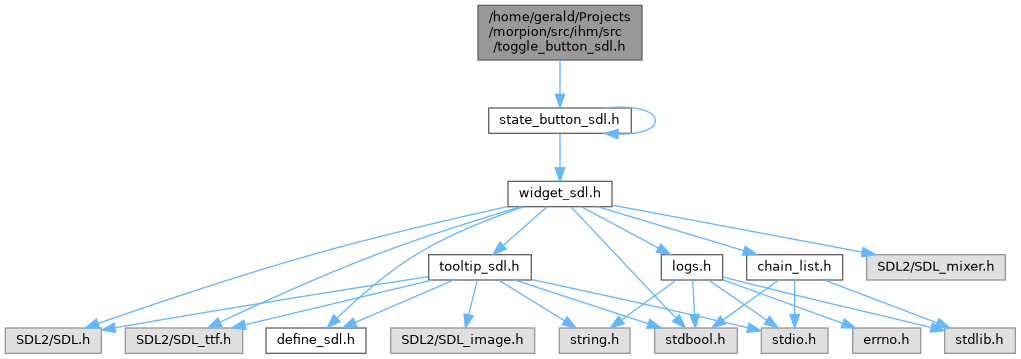 /home/gerald/Projects
/morpion/src/ihm/src
/toggle_button_sdl.h
state_button_sdl.h
widget_sdl.h
tooltip_sdl.h
logs.h
chain_list.h
SDL2/SDL_mixer.h
SDL2/SDL.h
SDL2/SDL_ttf.h
define_sdl.h
SDL2/SDL_image.h
string.h
stdbool.h
stdio.h
errno.h
stdlib.h